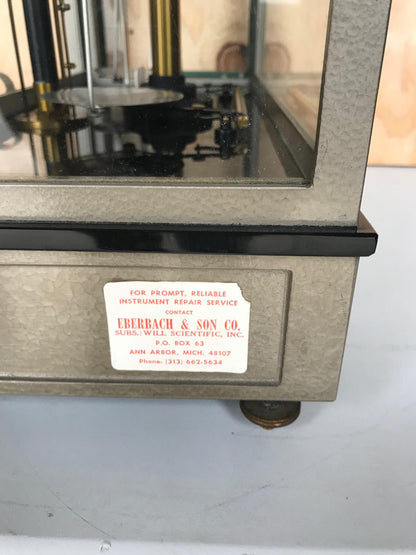 FOR PROMPT, RELIABLE
INSTRUMENT REPAIR SERVICE
CONTACT
EBERBACH & SON CO.
SUBS.: WILL SCIENTIFIC, INC.
P.O. BOX 63
ANN ARBOR, MICH. 48107
Phone: (313) 662-5634